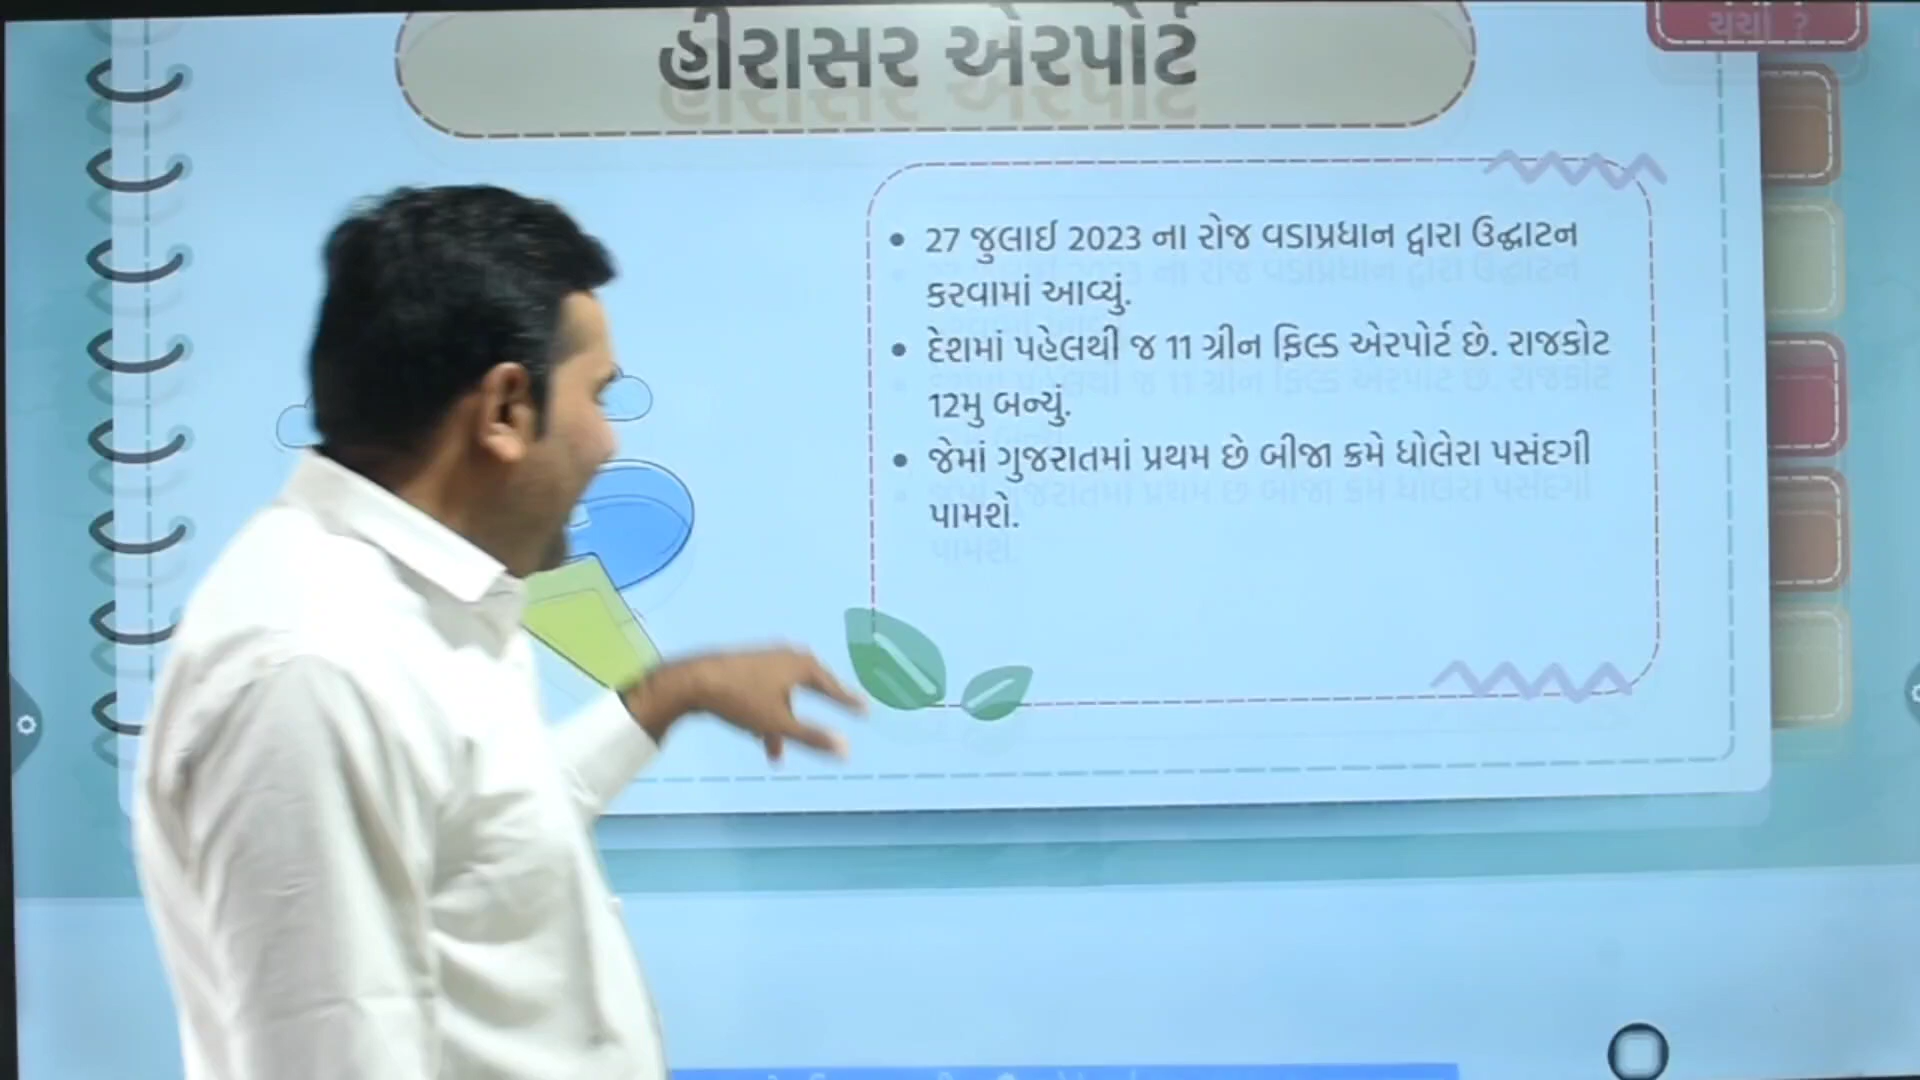 ચર્ચા ?
હીરાસર એરપોર્ટ
• 27 જુલાઈ 2023 ના રોજ વડાપ્રધાન દ્વારા ઉદ્ઘાટન
કરવામાં આવ્યું.
• દેશમાં પહેલથી જ 11 ગ્રીન ફિલ્ડ એરપોર્ટ છે. રાજકોટ
12મુ બન્યું.
• જેમાં ગુજરાતમાં પ્રથમ છે બીજા ક્રમે ધોલેરા પસંદગી
પામશે.